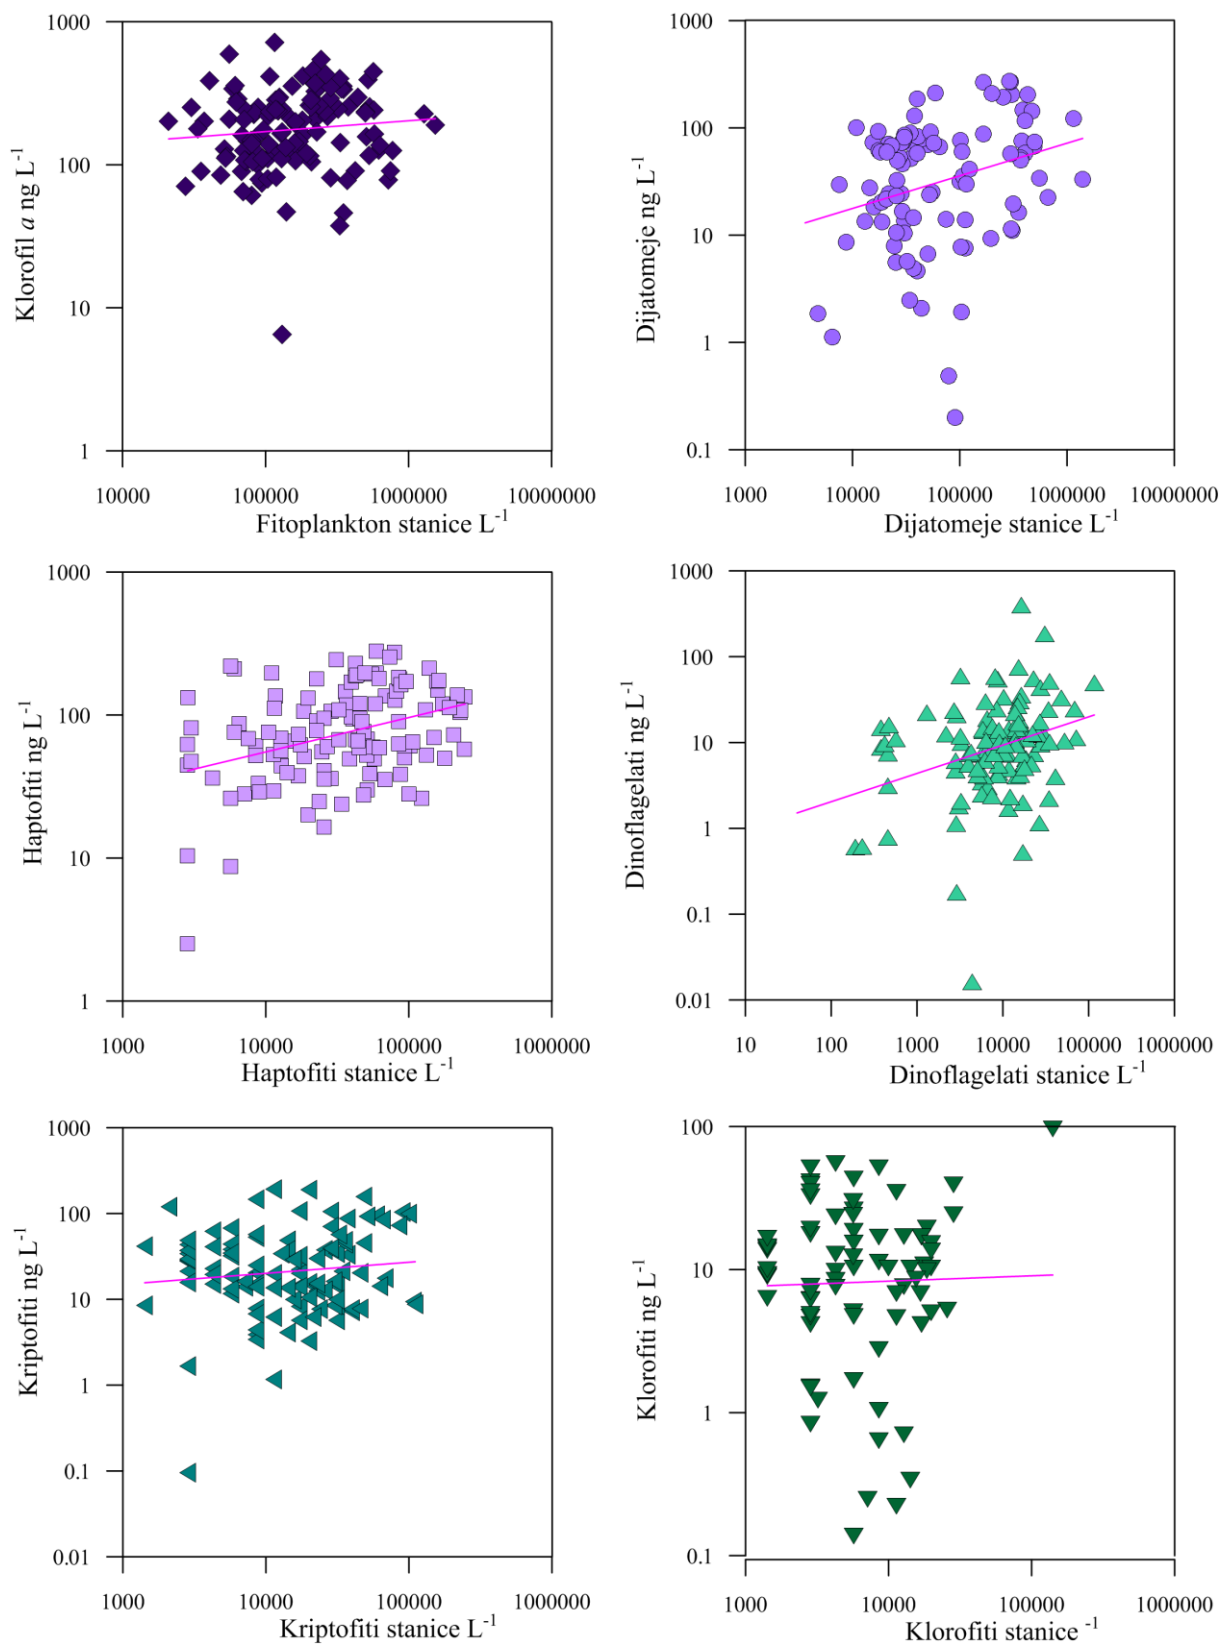 1000
100
10
1
Klorofil a ng L-1
10000 100000 1000000 10000000
Fitoplankton stanice L-1
1000
100
10
1
0.1
Dijatomeje ng L-1
1000 10000 100000 1000000 10000000
Dijatomeje stanice L-1
1000
100
10
1
Haptofiti ng L-1
1000 10000 100000 1000000
Haptofiti stanice L-1
1000
100
10
1
0.1
0.01
Dinoflagelati ng L-1
10 100 1000 10000 100000 1000000
Dinoflagelati stanice L-1
1000
100
10
1
0.1
0.01
Kriptofiti ng L-1
1000 10000 100000 1000000
Kriptofiti stanice L-1
100
10
1
0.1
Klorofiti ng L-1
1000 10000 100000 1000000
Klorofiti stanice -1